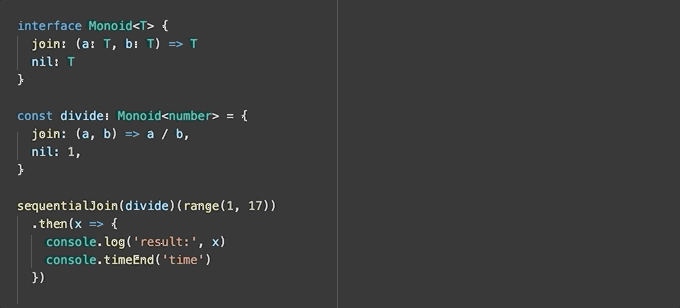 interface Monoid<T> {
  join: (a: T, b: T) => T
  nil: T
}

const divide: Monoid<number> = {
  join: (a, b) => a / b,
  nil: 1,
}

sequentialJoin(divide)(range(1, 17))
  .then(x => {
    console.log('result:', x)
    console.timeEnd('time')
  })